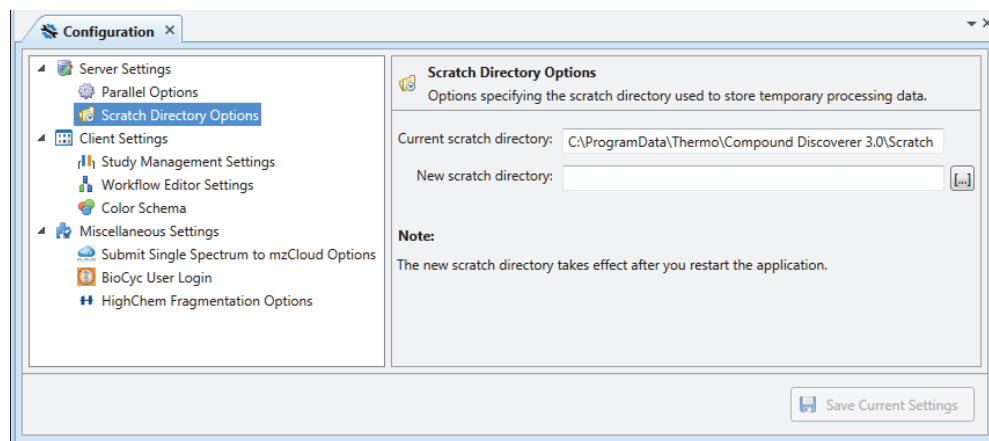 Configuration
Server Settings
Parallel Options
Scratch Directory Options
Client Settings
Study Management Settings
Workflow Editor Settings
Color Schema
Miscellaneous Settings
Submit Single Spectrum to mzCloud Options
BioCyc User Login
HighChem Fragmentation Options
Scratch Directory Options
Options specifying the scratch directory used to store temporary processing data.
Current scratch directory: C:\ProgramData\Thermo\Compound Discoverer 3.0\Scratch
New scratch directory: [...]
Note:
The new scratch directory takes effect after you restart the application.
Save Current Settings